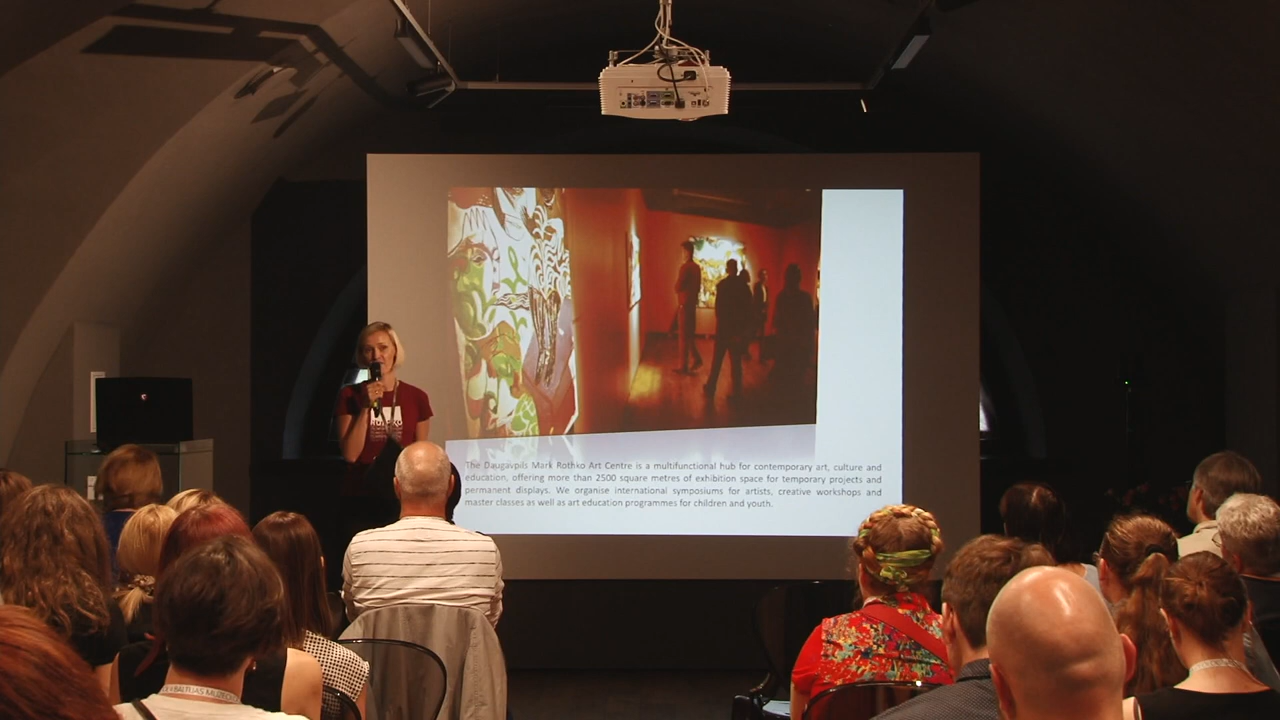 The Daugavpils Mark Rothko Art Centre is a multifunctional hub for contemporary art, culture and
education, offering more than 2500 square metres of exhibition space for temporary projects and
permanent displays. We organise international symposiums for artists, creative workshops and
master classes as well as art education programmes for children and youth.
BALTIJAS MUZEJ